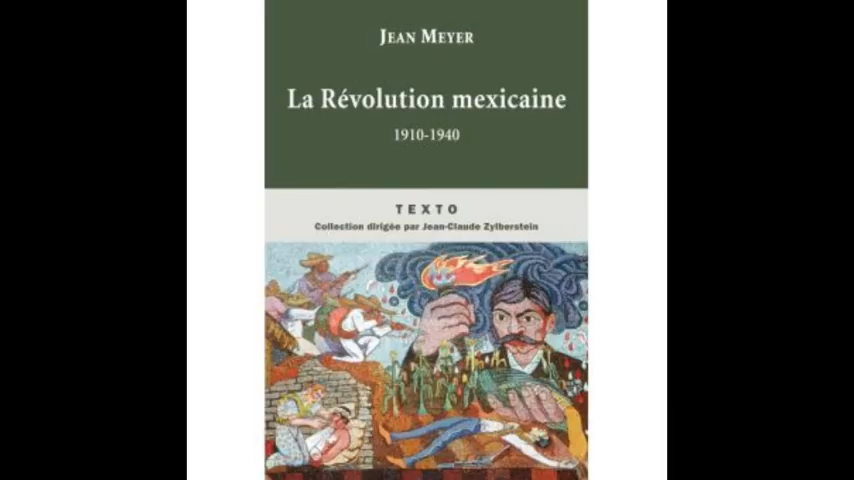 JEAN MEYER
La Révolution mexicaine
1910-1940
TEXTO
Collection dirigée par Jean-Claude Zylberstein